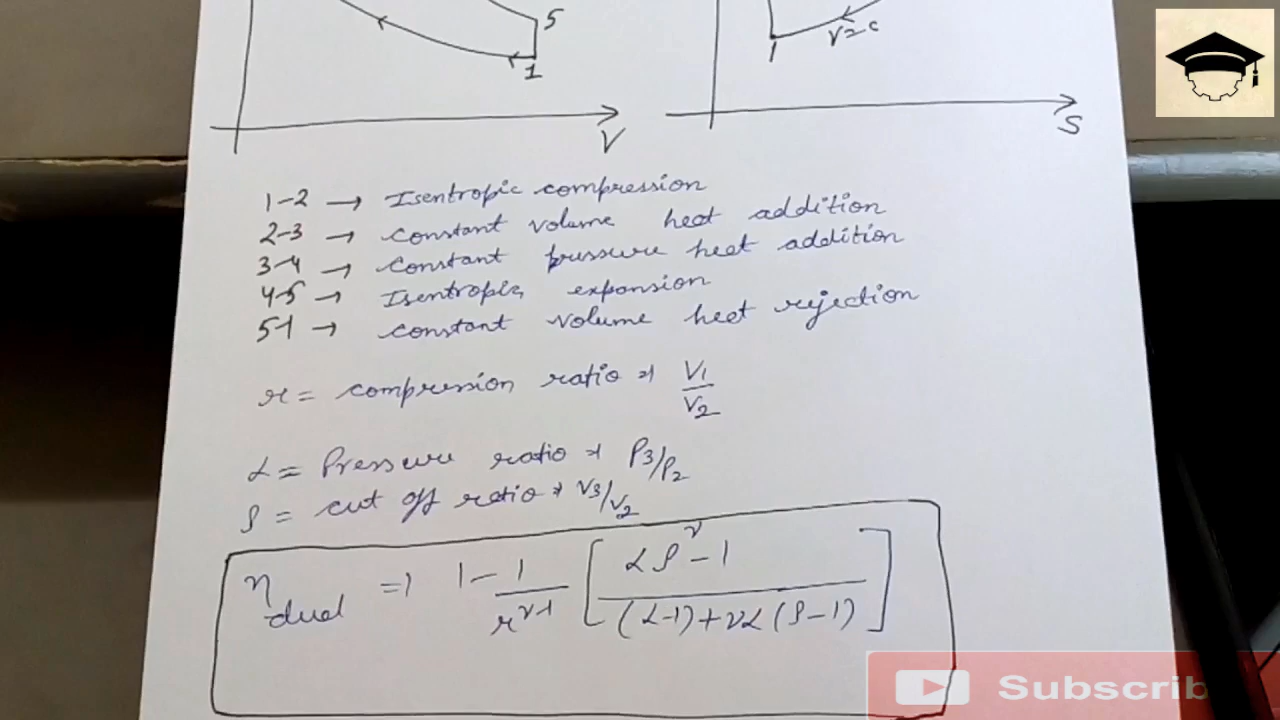 5
1
V
1
V=c
S
1-2 → Isentropic compression
2-3 → constant volume heat addition
3-4 → constant pressure heat addition
4-5 → Isentropic expansion
5-1 → constant volume heat rejection
r = compression ratio ⇒ V1/V2
α = Pressure ratio ⇒ P3/P2
ρ = cut off ratio ⇒ V3/V2
η dual ⇒ 1 - 1/r^γ-1 [ αρ^γ - 1 / (α-1)+γα(ρ-1) ]
Subscrib